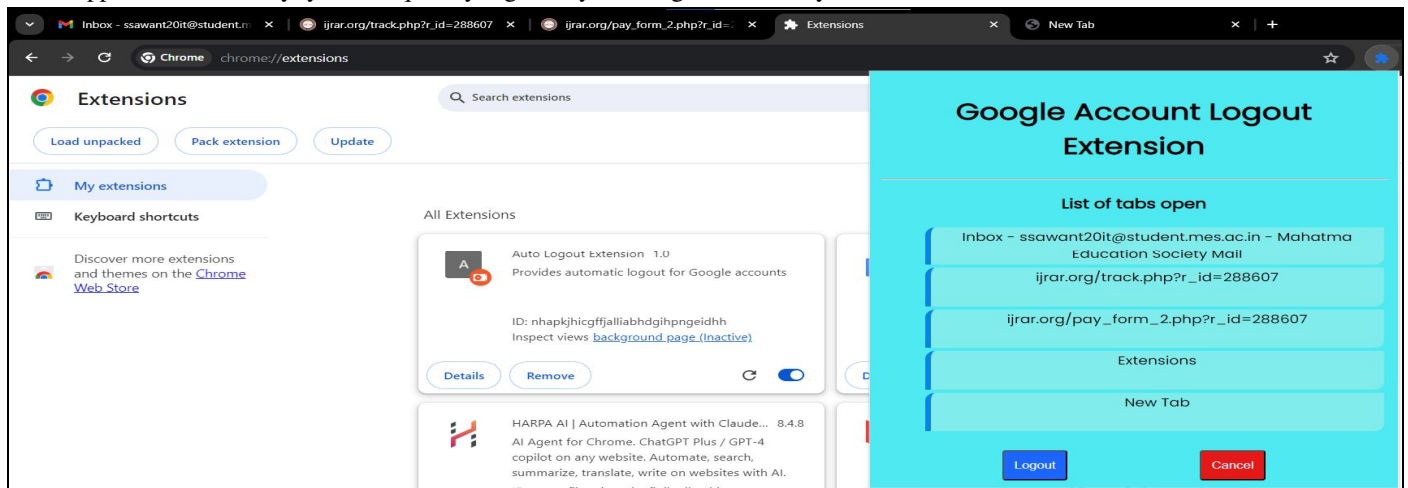 Inbox - ssawant20it@student.m
ijrar.org/track.php?r_id=288607
ijrar.org/pay_form_2.php?r_id=
Extensions
New Tab
Chrome chrome://extensions
Extensions
Search extensions
Load unpacked
Pack extension
Update
My extensions
Keyboard shortcuts
Discover more extensions
and themes on the Chrome
Web Store
All Extensions
A
Auto Logout Extension 1.0
Provides automatic logout for Google accounts
ID: nhapkjhicgffjalliabhdgihpngeidhh
Inspect views background page (Inactive)
Details
Remove
D
HARPA AI | Automation Agent with Claude... 8.4.8
AI Agent for Chrome. ChatGPT Plus / GPT-4
copilot on any website. Automate, search,
summarize, translate, write on websites with AI.
Google Account Logout
Extension
List of tabs open
Inbox - ssawant20it@student.mes.ac.in - Mahatma
Education Society Mail
ijrar.org/track.php?r_id=288607
ijrar.org/pay_form_2.php?r_id=288607
Extensions
New Tab
Logout
Cancel